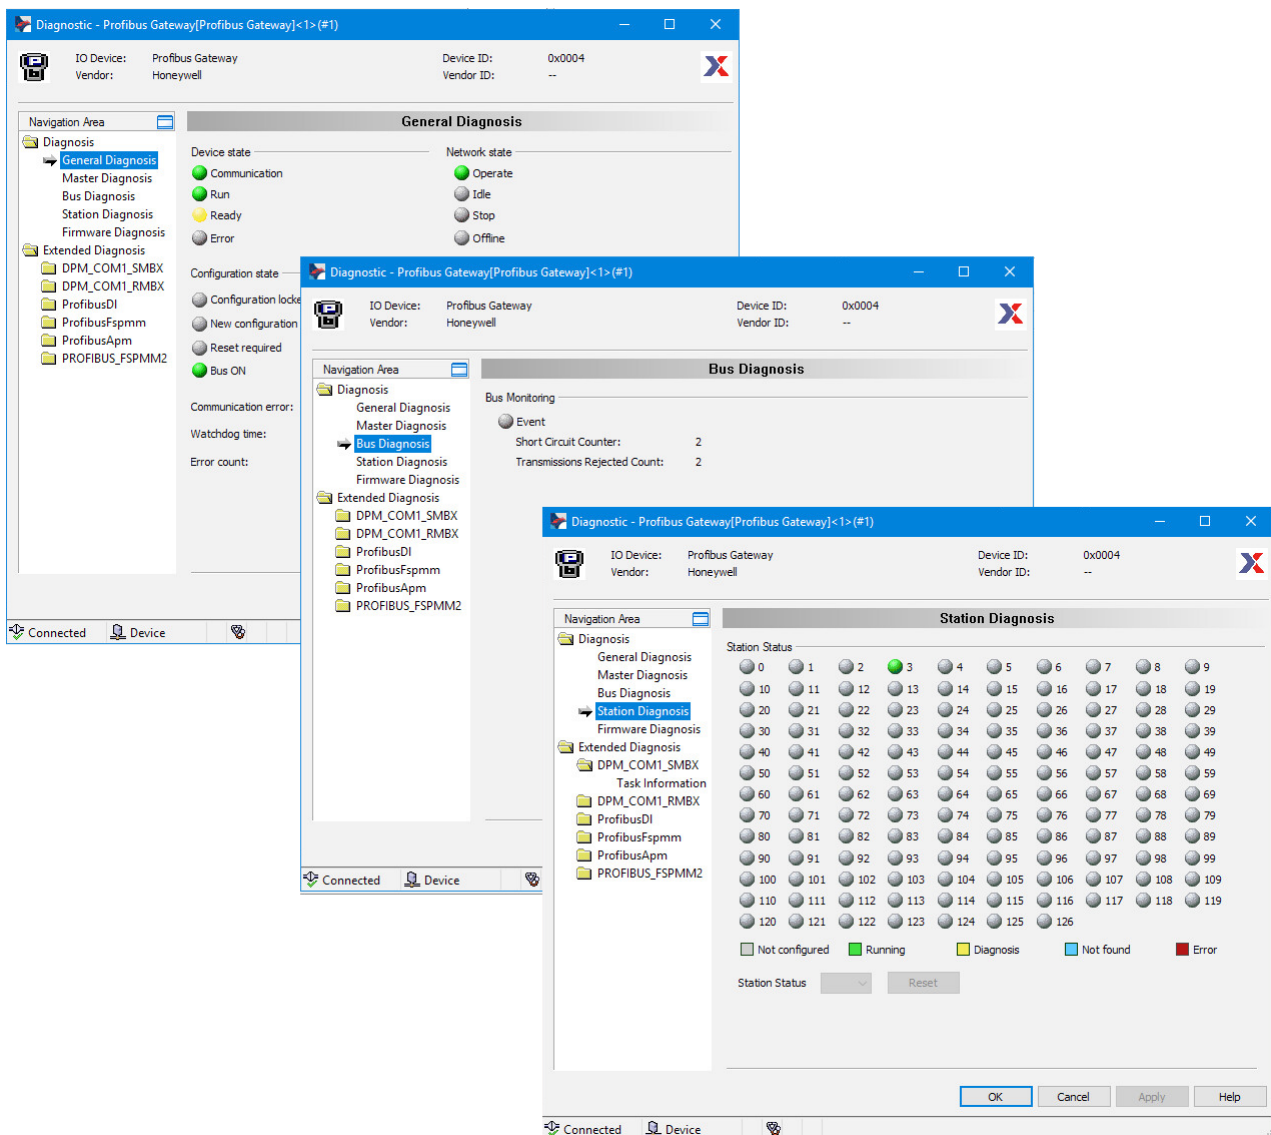 Diagnostic - Profibus Gateway[Profibus Gateway]<1>(#1)
IO Device: Profibus Gateway Device ID: 0x0004
Vendor: Honeywell Vendor ID: --
Navigation Area
General Diagnosis
Diagnosis
General Diagnosis
Master Diagnosis
Bus Diagnosis
Station Diagnosis
Firmware Diagnosis
Extended Diagnosis
DPM_COM1_SMBX
DPM_COM1_RMBX
ProfibusDl
ProfibusFspmm
ProfibusApm
PROFIBUS_FSPMM2
Device state
Communication
Run
Ready
Error
Network state
Operate
Idle
Stop
Offline
Configuration state
Configuration locke
New configuration
Reset required
Bus ON
Communication error:
Watchdog time:
Error count:
Connected Device
Diagnostic - Profibus Gateway[Profibus Gateway]<1>(#1)
IO Device: Profibus Gateway Device ID: 0x0004
Vendor: Honeywell Vendor ID: --
Navigation Area
Bus Diagnosis
Diagnosis
General Diagnosis
Master Diagnosis
Bus Diagnosis
Station Diagnosis
Firmware Diagnosis
Extended Diagnosis
DPM_COM1_SMBX
DPM_COM1_RMBX
ProfibusDl
ProfibusFspmm
ProfibusApm
PROFIBUS_FSPMM2
Bus Monitoring
Event
Short Circuit Counter: 2
Transmissions Rejected Count: 2
Connected Device
Diagnostic - Profibus Gateway[Profibus Gateway]<1>(#1)
IO Device: Profibus Gateway Device ID: 0x0004
Vendor: Honeywell Vendor ID: --
Navigation Area
Station Diagnosis
Diagnosis
General Diagnosis
Master Diagnosis
Bus Diagnosis
Station Diagnosis
Firmware Diagnosis
Extended Diagnosis
DPM_COM1_SMBX
Task Information
DPM_COM1_RMBX
ProfibusDl
ProfibusFspmm
ProfibusApm
PROFIBUS_FSPMM2
Station Status
0 1 2 3 4 5 6 7 8 9
10 11 12 13 14 15 16 17 18 19
20 21 22 23 24 25 26 27 28 29
30 31 32 33 34 35 36 37 38 39
40 41 42 43 44 45 46 47 48 49
50 51 52 53 54 55 56 57 58 59
60 61 62 63 64 65 66 67 68 69
70 71 72 73 74 75 76 77 78 79
80 81 82 83 84 85 86 87 88 89
90 91 92 93 94 95 96 97 98 99
100 101 102 103 104 105 106 107 108 109
110 111 112 113 114 115 116 117 118 119
120 121 122 123 124 125 126
Not configured Running Diagnosis Not found Error
Station Status Reset
OK Cancel Apply Help
Connected Device